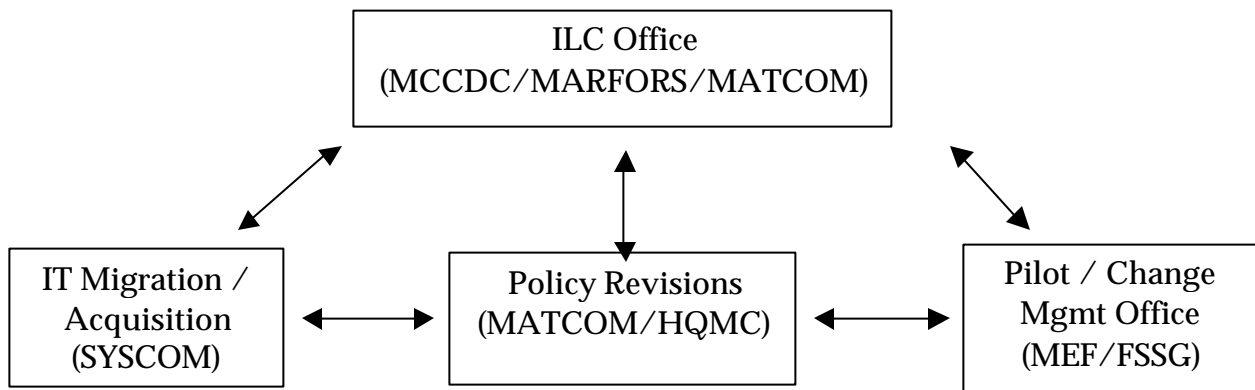 ILC Office
(MCCDC/MARFORS/MATCOM)
IT Migration /
Acquisition
(SYSCOM)
Policy Revisions
(MATCOM/HQMC)
Pilot / Change
Mgmt Office
(MEF/FSSG)